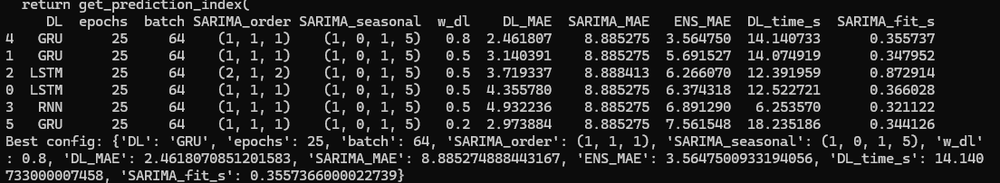 return get_prediction_index(
DL epochs batch SARIMA_order SARIMA_seasonal w_dl DL_MAE SARIMA_MAE ENS_MAE DL_time_s SARIMA_fit_s
4 GRU 25 64 (1, 1, 1) (1, 0, 1, 5) 0.8 2.461807 8.885275 3.564750 14.140733 0.355737
1 GRU 25 64 (1, 1, 1) (1, 0, 1, 5) 0.5 3.140391 8.885275 5.691527 14.074919 0.347952
2 LSTM 25 64 (2, 1, 2) (1, 0, 1, 5) 0.5 3.719337 8.888413 6.266070 12.391959 0.872914
0 LSTM 25 64 (1, 1, 1) (1, 0, 1, 5) 0.5 4.355780 8.885275 6.374318 12.522721 0.366028
3 RNN 25 64 (1, 1, 1) (1, 0, 1, 5) 0.5 4.932236 8.885275 6.891290 6.253570 0.321122
5 GRU 25 64 (1, 1, 1) (1, 0, 1, 5) 0.2 2.973884 8.885275 7.561548 18.235186 0.344126
Best config: {'DL': 'GRU', 'epochs': 25, 'batch': 64, 'SARIMA_order': (1, 1, 1), 'SARIMA_seasonal': (1, 0, 1, 5), 'w_dl'
: 0.8, 'DL_MAE': 2.4618070851201583, 'SARIMA_MAE': 8.885274888443167, 'ENS_MAE': 3.5647500933194056, 'DL_time_s': 14.140
733000007458, 'SARIMA_fit_s': 0.3557366000022739}